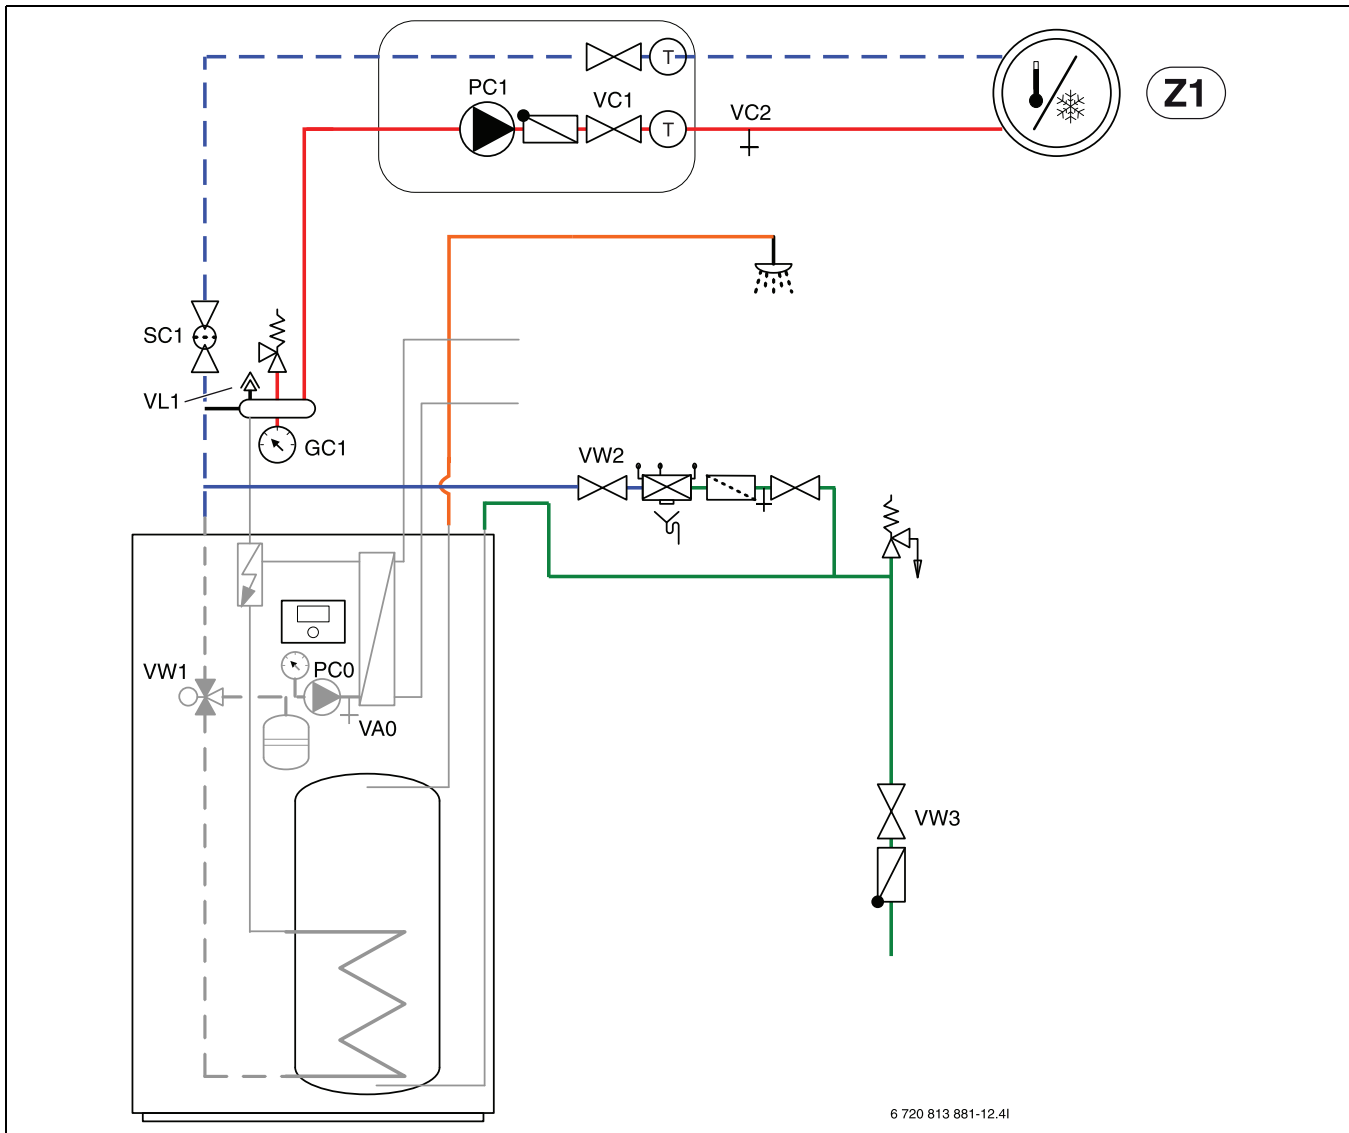 PC1
VC1
VC2
Z1
T
T
SC1
VL1
GC1
VW2
VW1
PC0
VA0
VW3
6 720 813 881-12.4I